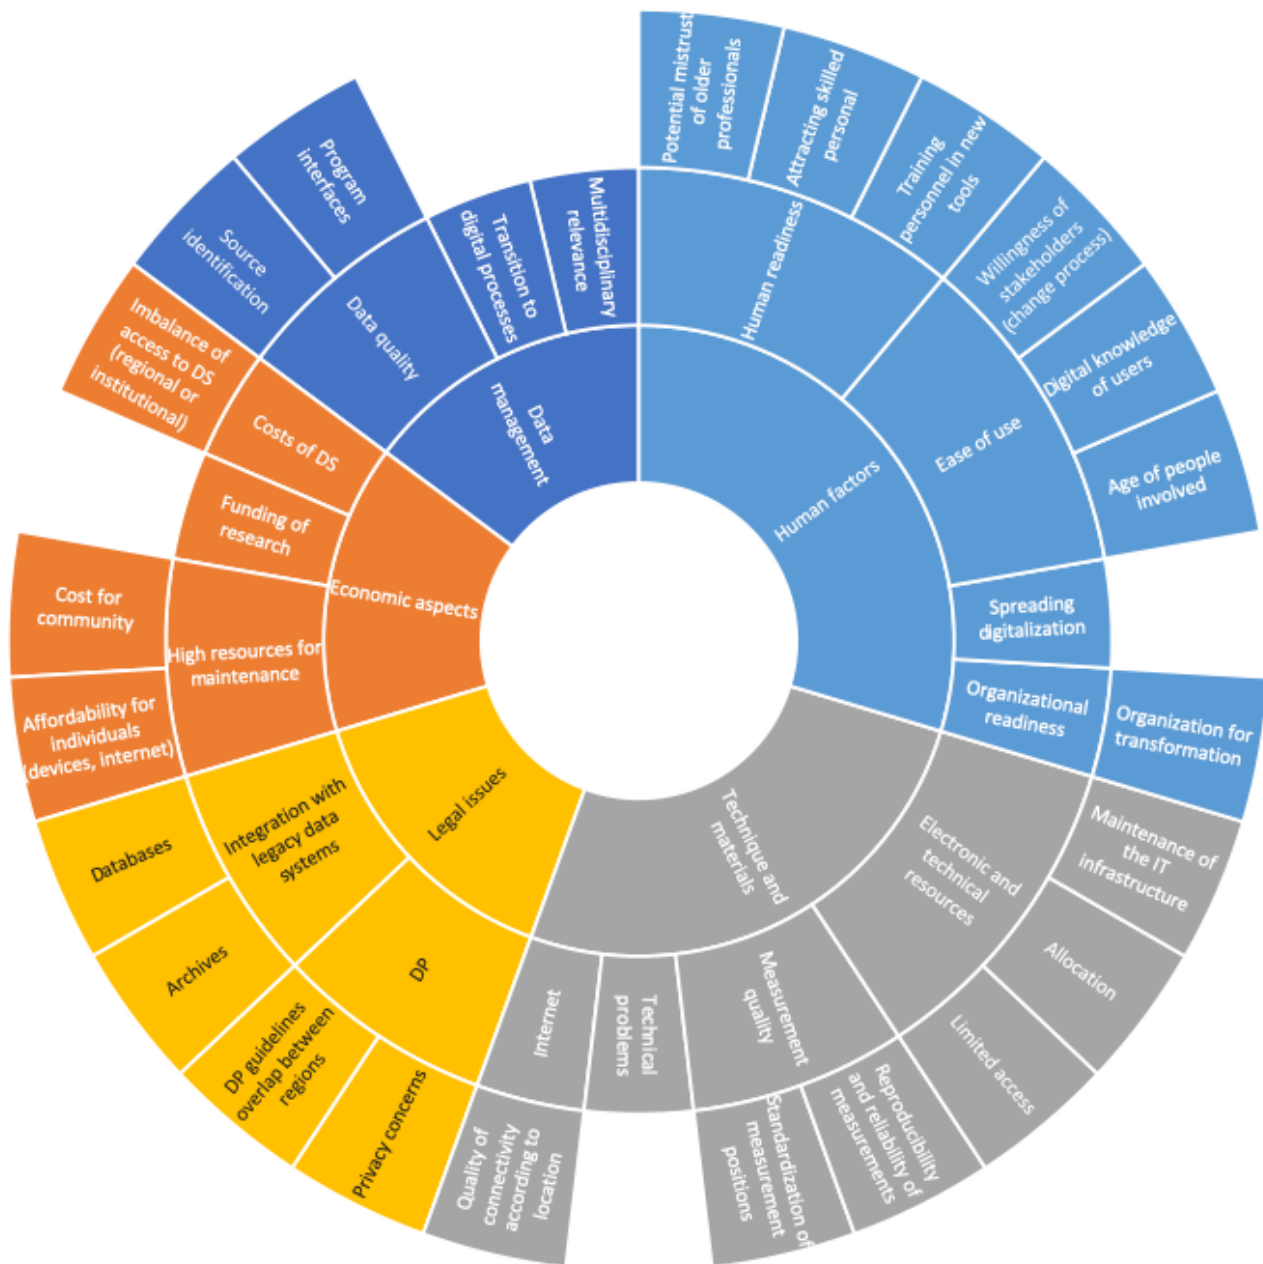 Human factors
Human readiness
Potential mistrust
of older
professionals
Attracting skilled
personal
Training
personnel in new
tools
Ease of use
Willingness of
stakeholders
(change process)
Digital knowledge
of users
Age of people
involved
Spreading
digitalization
Organizational
readiness
Organization for
transformation
Technique and
materials
Electronic and
technical
resources
Maintenance of
the IT
infrastructure
Allocation
Limited access
Measurement
quality
Reproducibility
and reliability of
measurements
Standardization of
measurement
positions
Technical
problems
Internet
Quality of
connectivity
according to
location
Legal issues
DP
Privacy concerns
DP guidelines
overlap between
regions
Integration with
legacy data
systems
Archives
Databases
Economic aspects
High resources for
maintenance
Affordability for
individuals
(devices, internet)
Cost for
community
Funding of
research
Costs of DS
Imbalance of
access to DS
(regional or
institutional)
Data
management
Data quality
Source
identification
Program
interfaces
Transition to
digital processes
Multidisciplinary
relevance